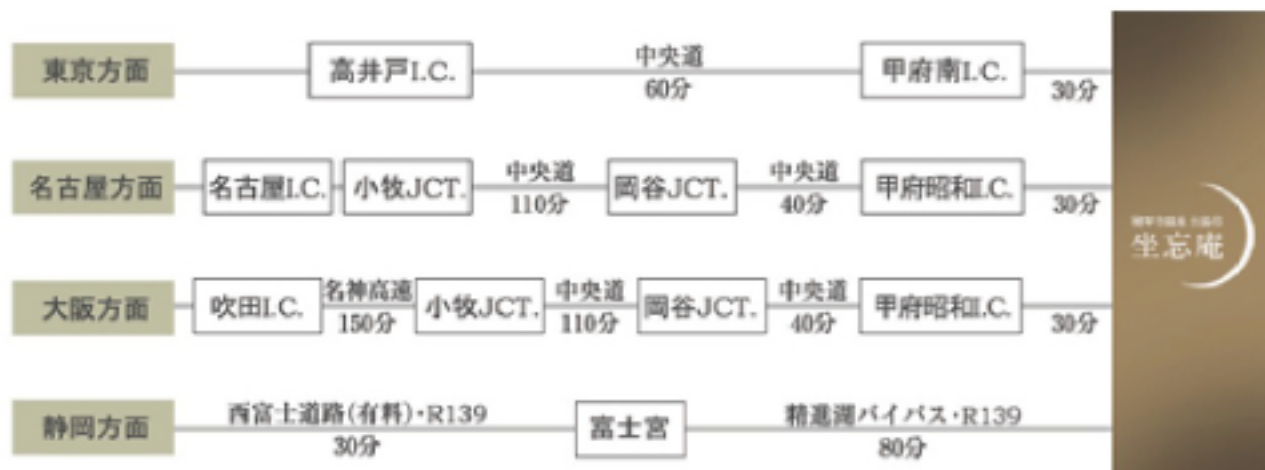 東京方面 高井戸I.C. 中央道 60分 甲府南I.C. 30分
名古屋方面 名古屋I.C. 小牧JCT. 中央道 110分 岡谷JCT. 中央道 40分 甲府昭和I.C. 30分
大阪方面 吹田I.C. 名神高速 150分 小牧JCT. 中央道 110分 岡谷JCT. 中央道 40分 甲府昭和I.C. 30分
静岡方面 西富士道路(有料)・R139 30分 富士宮 精進湖バイパス・R139 80分
坐忘庵